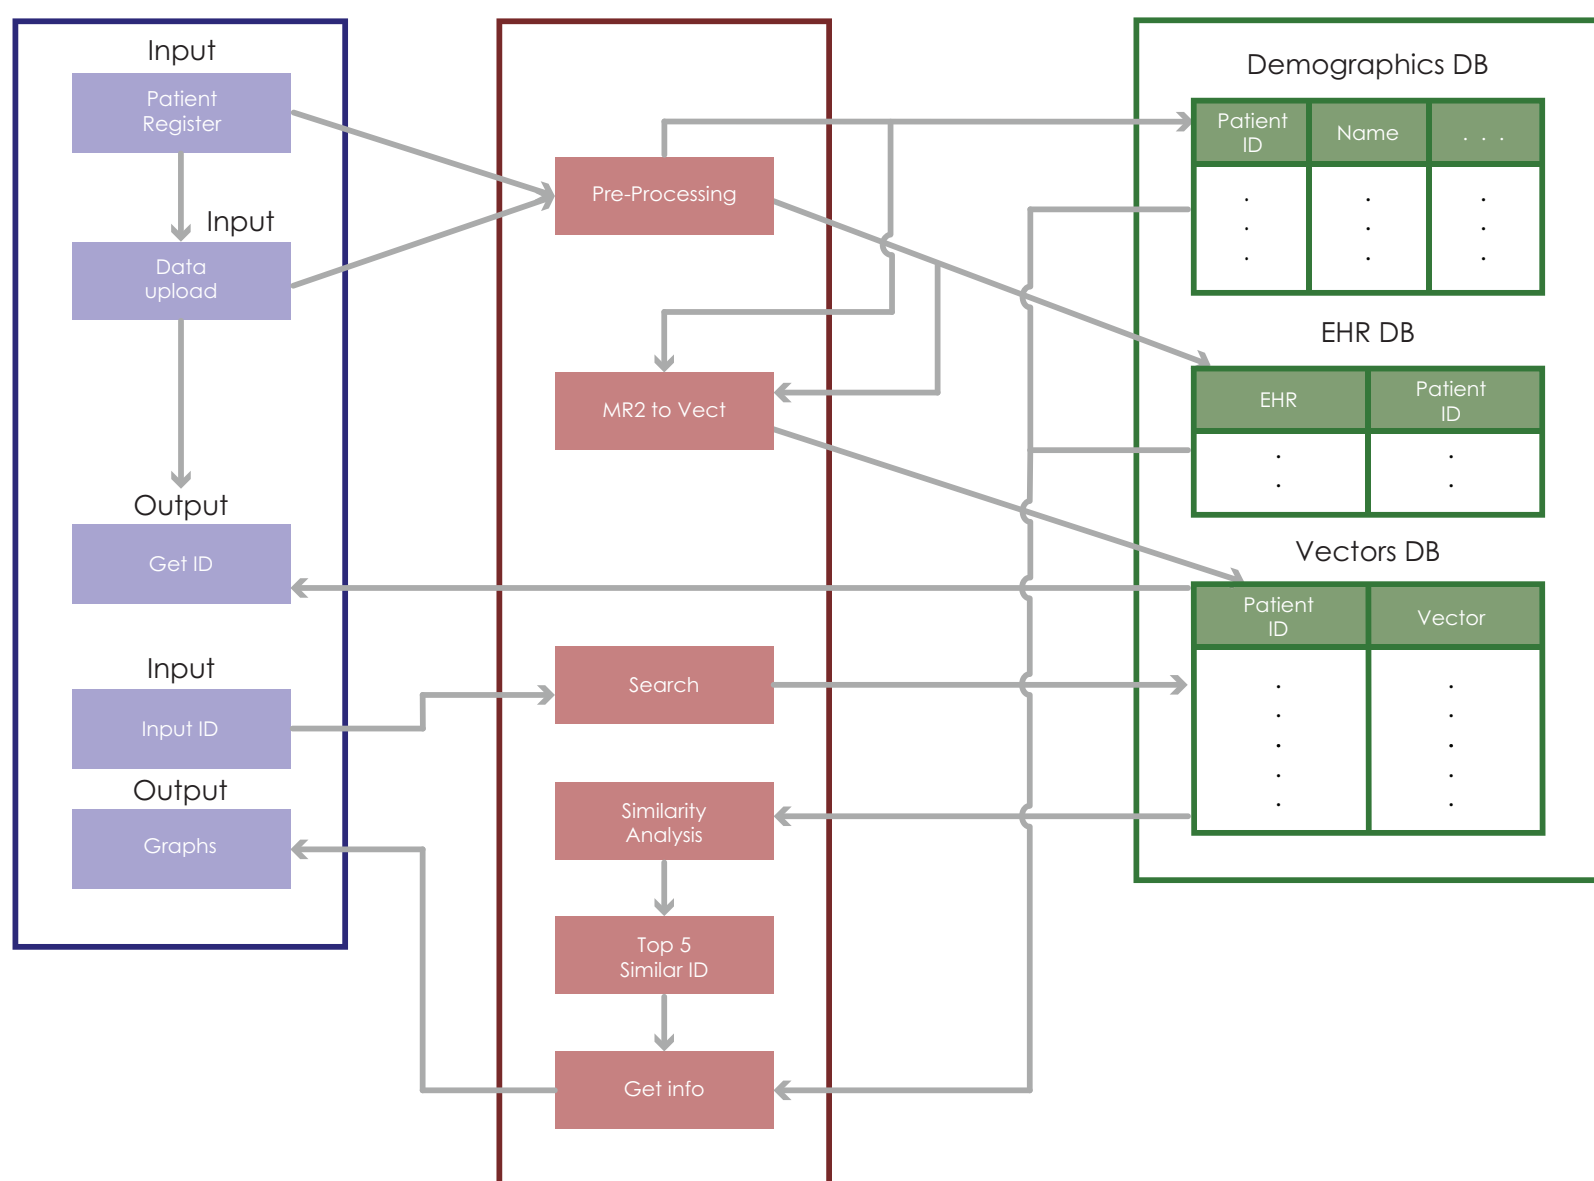 Input
Patient
Register
Input
Data
upload
Output
Get ID
Input
Input ID
Output
Graphs
Pre-Processing
MR2 to Vect
Search
Similarity
Analysis
Top 5
Similar ID
Get info
Demographics DB
Patient
ID
Name
. . .
EHR DB
EHR
Patient
ID
Vectors DB
Patient
ID
Vector